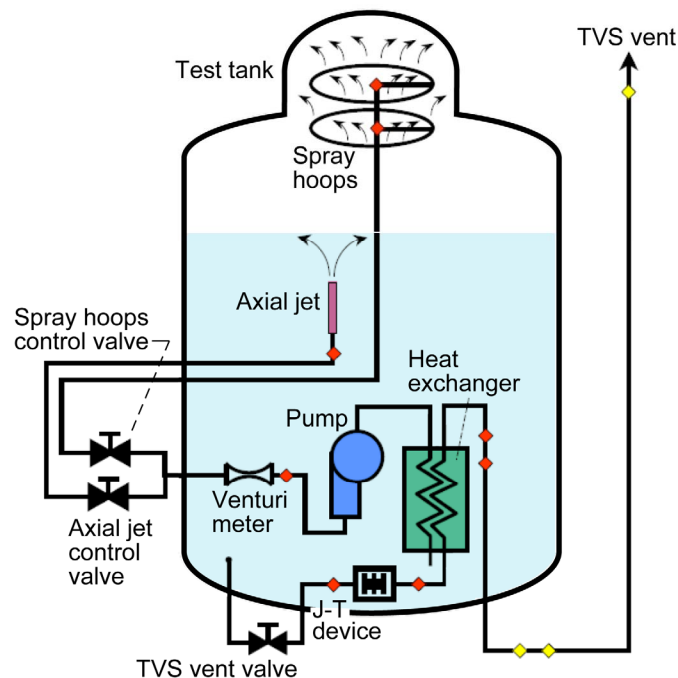 TVS vent
Test tank
Spray
hoops
Axial jet
Spray hoops
control valve
Heat
exchanger
Pump
Venturi
meter
Axial jet
control
valve
J-T
device
TVS vent valve